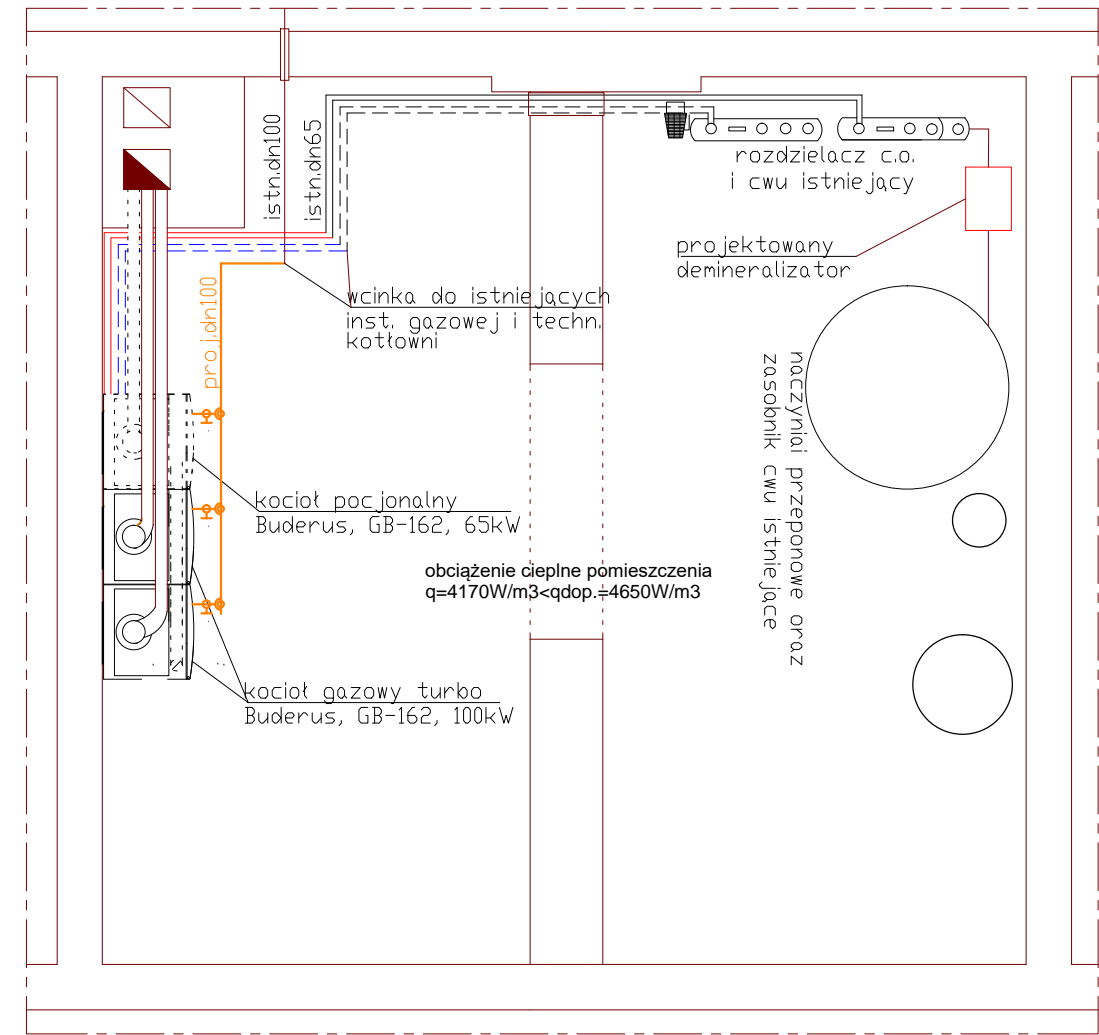 istn.dn100
istn.dn65
rozdzielacz c.o.
i cwu istniejący
projektowany
demineralizator
proj.dn100
wcinka do istniejących
inst. gazowej i techn.
kotłowni
naczyniai przeponowe oraz
zasobnik cwu istniejące
kocioł pocjonalny
Buderus, GB-162, 65kW
obciążenie cieplne pomieszczenia
q=4170W/m3<qdop.=4650W/m3
kocioł gazowy turbo
Buderus, GB-162, 100kW